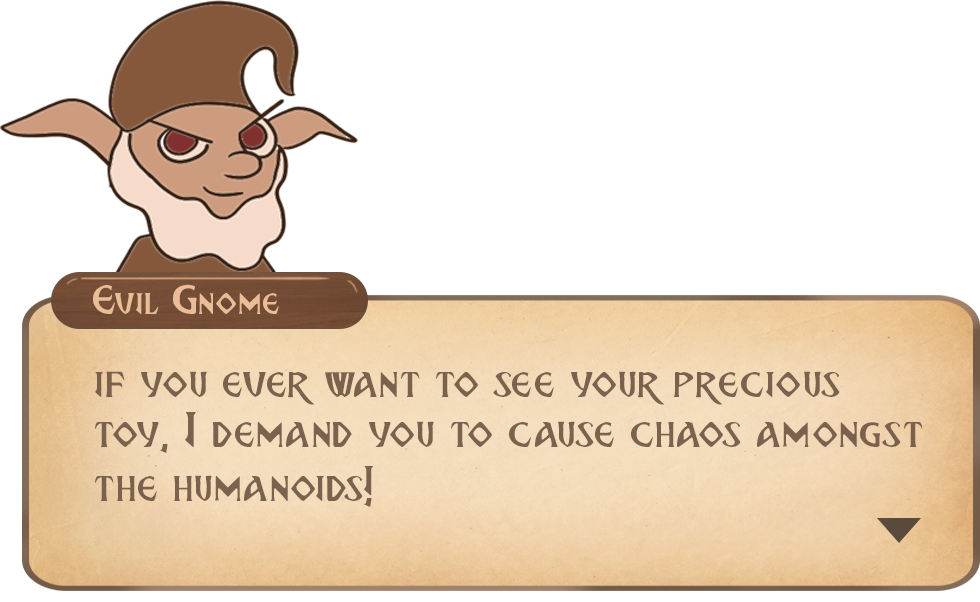 Evil Gnome
if you ever want to see your precious
toy, I demand you to cause chaos amongst
the humanoids!